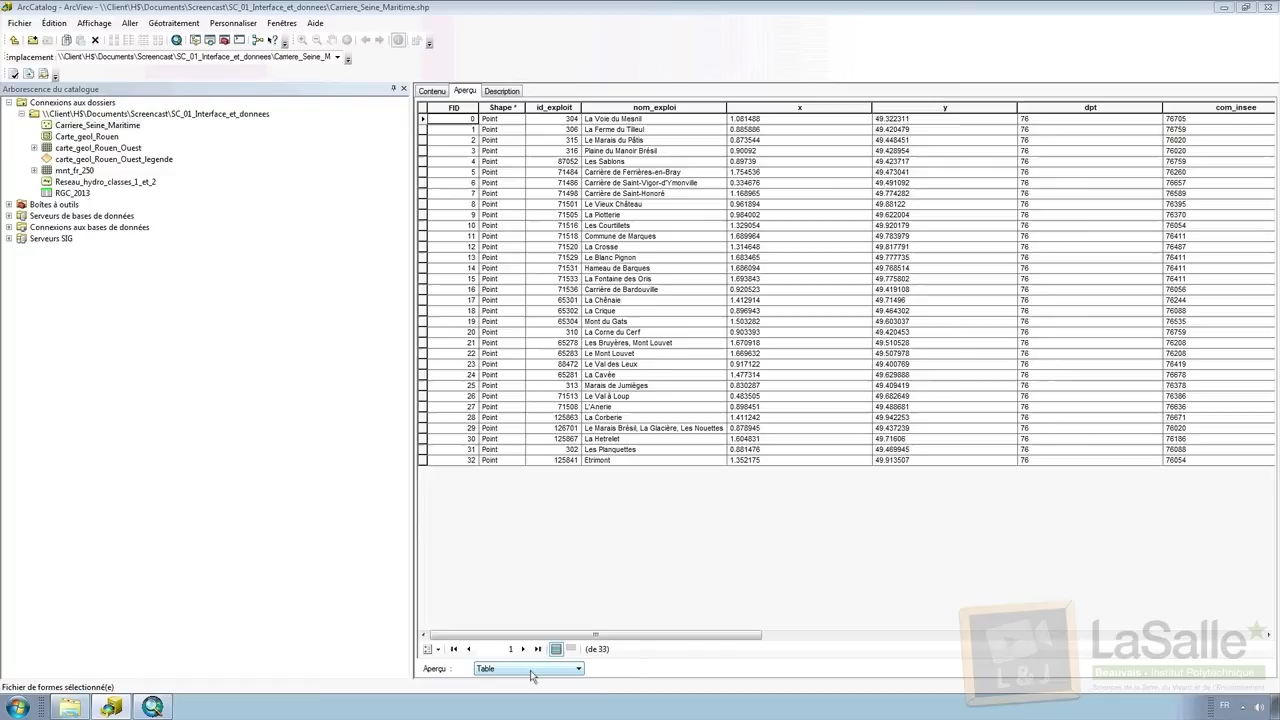 ArcCatalog - ArcView - \\Client\H$\Documents\Screencast\SC_01_Interface_et_donnees\Carriere_Seine_Maritime.shp
Fichier Édition Affichage Aller Géotraitement Personnaliser Fenêtres Aide
Emplacement: \\Client\H$\Documents\Screencast\SC_01_Interface_et_donnees\Carriere_Seine_M
Arborescence du catalogue
Connexions aux dossiers
\\Client\H$\Documents\Screencast\SC_01_Interface_et_donnees
Carriere_Seine_Maritime
Carte_geol_Rouen
carte_geol_Rouen_Ouest
carte_geol_Rouen_Ouest_legende
mnt_fr_250
Reseau_hydro_classes_1_et_2
RGC_2013
Boîtes à outils
Serveurs de bases de données
Connexions aux bases de données
Serveurs SIG
Contenu Aperçu Description
FID Shape * id_exploit nom_exploi x y dpt com_insee
0 Point 304 La Voie du Mesnil 1.081488 49.322311 76 76705
1 Point 306 La Ferme du Tilleul 0.885886 49.420479 76 76759
2 Point 315 Le Marais du Pâtis 0.873544 49.448451 76 76020
3 Point 316 Plaine du Manoir Brésil 0.90092 49.428954 76 76020
4 Point 87052 Les Sablons 0.89739 49.423717 76 76759
5 Point 71484 Carrière de Ferrières-en-Bray 1.754536 49.473041 76 76260
6 Point 71486 Carrière de Saint-Vigor-d'Ymonville 0.334676 49.491092 76 76657
7 Point 71498 Carrière de Saint-Honoré 1.168965 49.774282 76 76589
8 Point 71501 Le Vieux Château 0.961894 49.88122 76 76395
9 Point 71505 La Piotterie 0.984002 49.622004 76 76370
10 Point 71516 Les Courtillets 1.329054 49.920179 76 76054
11 Point 71518 Commune de Marques 1.689964 49.783979 76 76411
12 Point 71520 La Crosse 1.314648 49.817791 76 76487
13 Point 71529 Le Blanc Pignon 1.683465 49.777735 76 76411
14 Point 71531 Hameau de Barques 1.686094 49.768514 76 76411
15 Point 71533 La Fontaine des Oris 1.693843 49.775802 76 76411
16 Point 71536 Carrière de Bardouville 0.920523 49.419108 76 76056
17 Point 65301 La Chênaie 1.412914 49.71496 76 76244
18 Point 65302 La Crique 0.896943 49.464302 76 76088
19 Point 65304 Mont du Gats 1.503282 49.603037 76 76535
20 Point 310 La Corne du Cerf 0.903393 49.420453 76 76759
21 Point 65278 Les Bruyères, Mont Louvet 1.670918 49.510528 76 76208
22 Point 65283 Le Mont Louvet 1.669632 49.507978 76 76208
23 Point 88472 Le Val des Leux 0.917122 49.400769 76 76419
24 Point 65281 La Cavée 1.477314 49.629888 76 76678
25 Point 313 Marais de Jumièges 0.830287 49.409419 76 76378
26 Point 71513 Le Val à Loup 0.483505 49.682649 76 76386
27 Point 71508 L'Anerie 0.898451 49.488681 76 76636
28 Point 125863 La Corberie 1.411242 49.942253 76 76671
29 Point 126701 Le Marais Brésil, La Glacière, Les Nouettes 0.878945 49.437239 76 76020
30 Point 125867 La Hetrelet 1.604831 49.71606 76 76186
31 Point 302 Les Planquettes 0.881476 49.469945 76 76088
32 Point 125841 Etrimont 1.352175 49.913507 76 76054
1 (de 33)
Aperçu : Table
Fichier de formes sélectionné(e)
L & J
LaSalle
Beauvais • Institut Polytechnique
Sciences de la Terre, du Vivant et de l'Environnement
FR